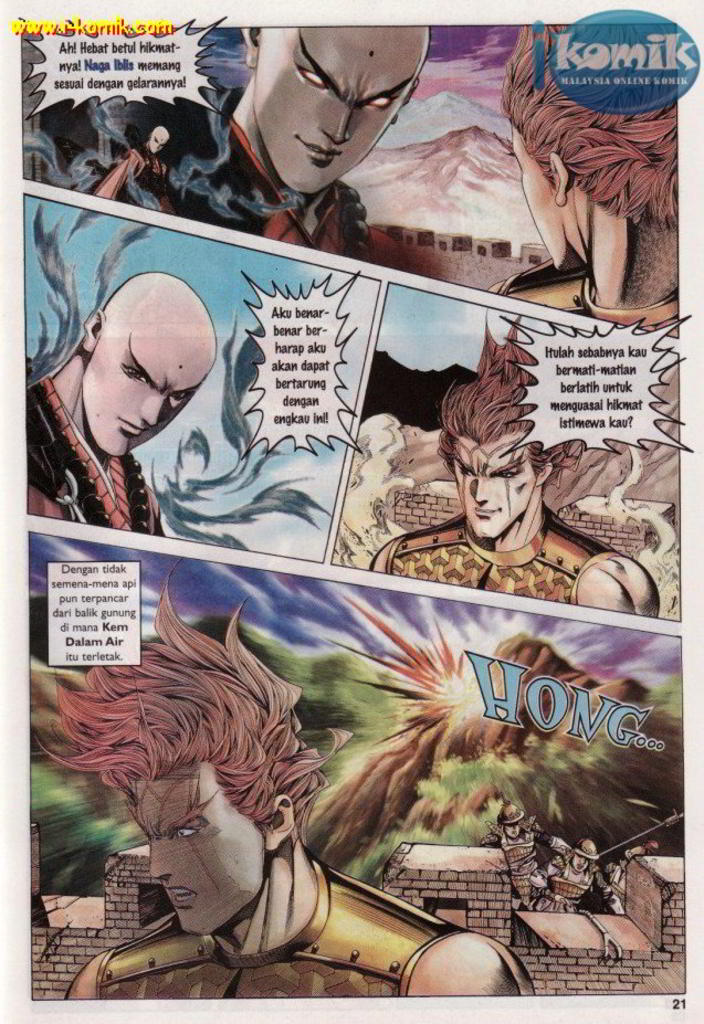 www.i-komik.com
ikomik
MALAYSIA ONLINE KOMIK
Ah! Hebat betul hikmat-
nya! Naga Iblis memang
sesuai dengan gelarannya!
Aku benar-
benar ber-
harap aku
akan dapat
bertarung
dengan
engkau ini!
Itulah sebabnya kau
bermati-matian
berlatih untuk
menguasai hikmat
istimewa kau?
Dengan tidak
semena-mena api
pun terpancar
dari balik gunung
di mana Kem
Dalam Air
itu terletak.
HONG...
21